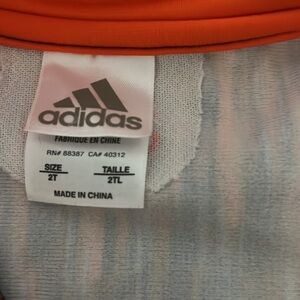 adidas
FABRIQUE EN CHINE
RN# 88387 CA# 40312
SIZE TAILLE
2T 2TL
MADE IN CHINA